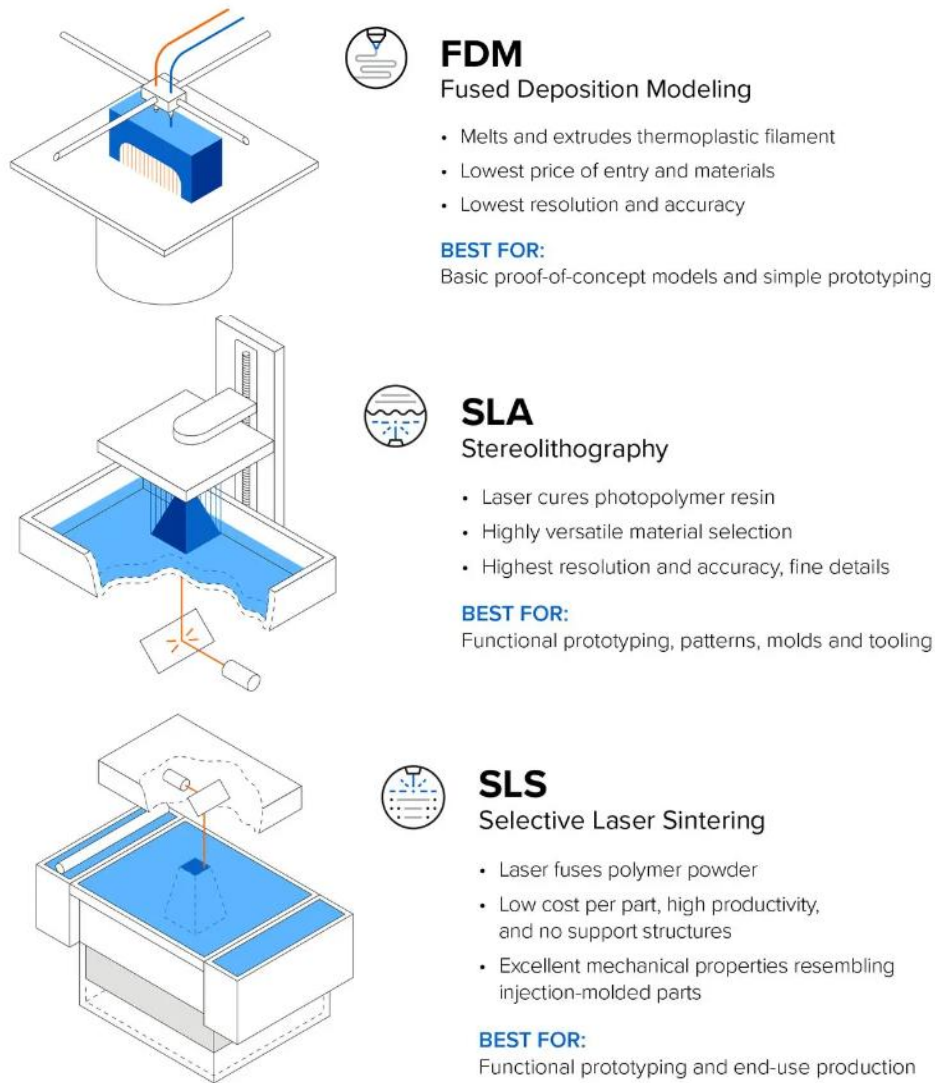 FDM
Fused Deposition Modeling
• Melts and extrudes thermoplastic filament
• Lowest price of entry and materials
• Lowest resolution and accuracy
BEST FOR:
Basic proof-of-concept models and simple prototyping
SLA
Stereolithography
• Laser cures photopolymer resin
• Highly versatile material selection
• Highest resolution and accuracy, fine details
BEST FOR:
Functional prototyping, patterns, molds and tooling
SLS
Selective Laser Sintering
• Laser fuses polymer powder
• Low cost per part, high productivity,
and no support structures
• Excellent mechanical properties resembling
injection-molded parts
BEST FOR:
Functional prototyping and end-use production